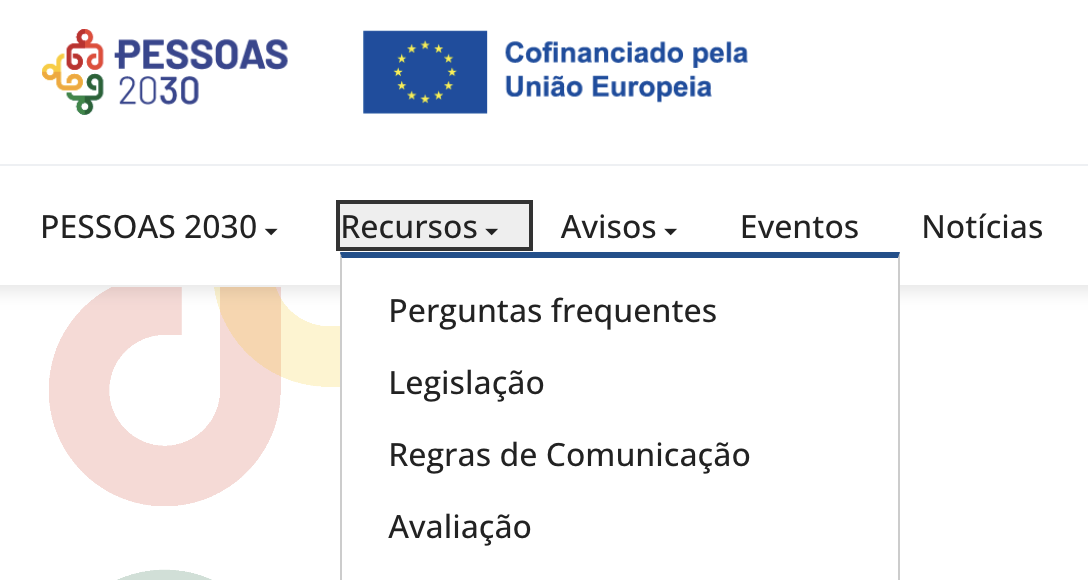 PESSOAS
2030
Cofinanciado pela
União Europeia
PESSOAS 2030
Recursos
Avisos
Eventos
Notícias
Perguntas frequentes
Legislação
Regras de Comunicação
Avaliação